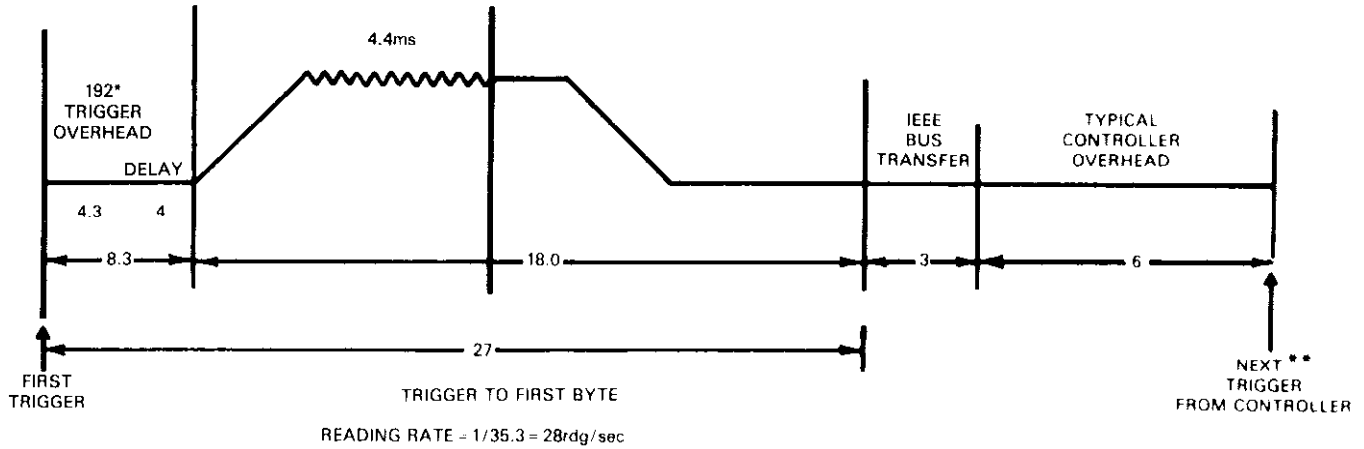 4.4ms
192*
TRIGGER
OVERHEAD
DELAY
4.3 4
IEEE
BUS
TRANSFER
TYPICAL
CONTROLLER
OVERHEAD
8.3
18.0
3
6
27
FIRST
TRIGGER
TRIGGER TO FIRST BYTE
READING RATE = 1/35.3 = 28rdg/sec
NEXT **
TRIGGER
FROM CONTROLLER